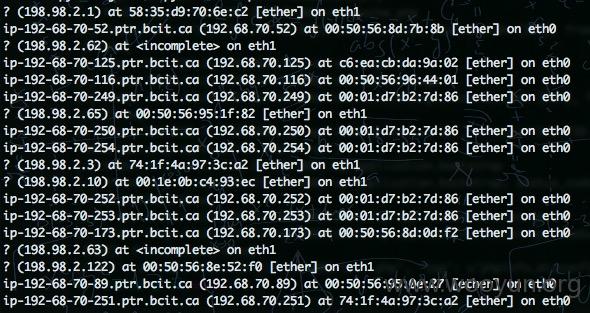 ? (198.98.2.1) at 58:35:d9:70:6e:c2 [ether] on eth1
ip-192-68-70-52.ptr.bcit.ca (192.68.70.52) at 00:50:56:8d:7b:8b [ether] on eth0
? (198.98.2.62) at <incomplete> on eth1
ip-192-68-70-125.ptr.bcit.ca (192.68.70.125) at c6:ea:cb:da:9a:02 [ether] on eth0
ip-192-68-70-116.ptr.bcit.ca (192.68.70.116) at 00:50:56:96:44:01 [ether] on eth0
ip-192-68-70-249.ptr.bcit.ca (192.68.70.249) at 00:01:d7:b2:7d:86 [ether] on eth0
? (198.98.2.65) at 00:50:56:95:1f:82 [ether] on eth1
ip-192-68-70-250.ptr.bcit.ca (192.68.70.250) at 00:01:d7:b2:7d:86 [ether] on eth0
ip-192-68-70-254.ptr.bcit.ca (192.68.70.254) at 00:01:d7:b2:7d:86 [ether] on eth0
? (198.98.2.3) at 74:1f:4a:97:3c:a2 [ether] on eth1
? (198.98.2.10) at 00:1e:0b:c4:93:ec [ether] on eth1
ip-192-68-70-252.ptr.bcit.ca (192.68.70.252) at 00:01:d7:b2:7d:86 [ether] on eth0
ip-192-68-70-253.ptr.bcit.ca (192.68.70.253) at 00:01:d7:b2:7d:86 [ether] on eth0
ip-192-68-70-173.ptr.bcit.ca (192.68.70.173) at 00:50:56:8d:0d:f2 [ether] on eth0
? (198.98.2.63) at <incomplete> on eth1
? (198.98.2.122) at 00:50:56:8e:52:f0 [ether] on eth1
ip-192-68-70-89.ptr.bcit.ca (192.68.70.89) at 00:50:56:95:0e:27 [ether] on eth0
ip-192-68-70-251.ptr.bcit.ca (192.68.70.251) at 74:1f:4a:97:3c:a2 [ether] on eth0